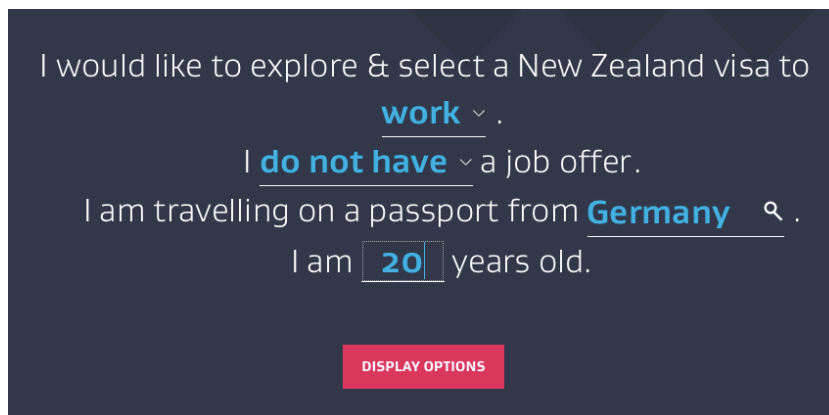 I would like to explore & select a New Zealand visa to
work .
I do not have a job offer.
I am travelling on a passport from Germany .
I am 20 years old.
DISPLAY OPTIONS